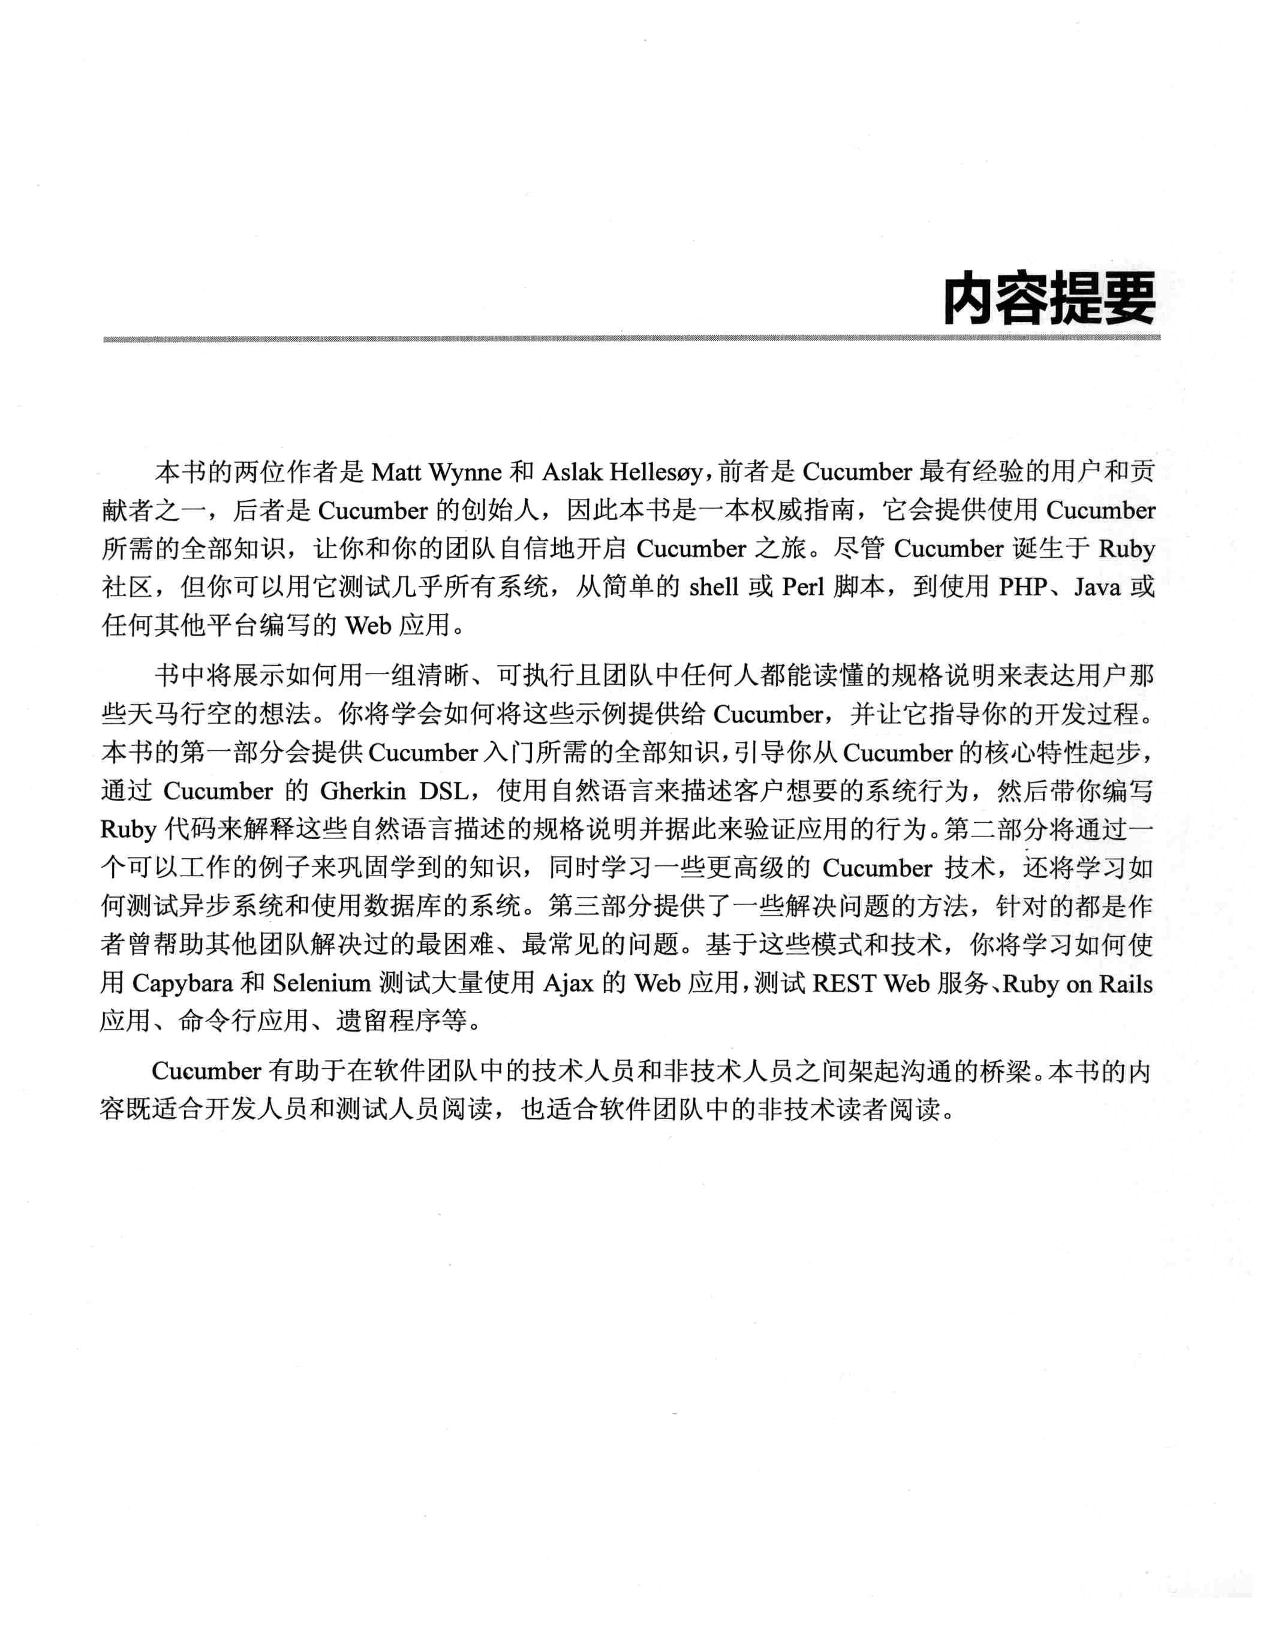 内容提要
本书的两位作者是 Matt Wynne 和 Aslak Hellesøy，前者是 Cucumber 最有经验的用户和贡
献者之一，后者是 Cucumber 的创始人，因此本书是一本权威指南，它会提供使用 Cucumber
所需的全部知识，让你和你的团队自信地开启 Cucumber 之旅。尽管 Cucumber 诞生于 Ruby
社区，但你可以用它测试几乎所有系统，从简单的 shell 或 Perl 脚本，到使用 PHP、Java 或
任何其他平台编写的 Web 应用。
书中将展示如何用一组清晰、可执行且团队中任何人都能读懂的规格说明来表达用户那
些天马行空的想法。你将学会如何将这些示例提供给 Cucumber，并让它指导你的开发过程。
本书的第一部分会提供 Cucumber 入门所需的全部知识，引导你从 Cucumber 的核心特性起步，
通过 Cucumber 的 Gherkin DSL，使用自然语言来描述客户想要的系统行为，然后带你编写
Ruby 代码来解释这些自然语言描述的规格说明并据此来验证应用的行为。第二部分将通过一
个可以工作的例子来巩固学到的知识，同时学习一些更高级的 Cucumber 技术，还将学习如
何测试异步系统和使用数据库的系统。第三部分提供了一些解决问题的方法，针对的都是作
者曾帮助其他团队解决过的最困难、最常见的问题。基于这些模式和技术，你将学习如何使
用 Capybara 和 Selenium 测试大量使用 Ajax 的 Web 应用，测试 REST Web 服务、Ruby on Rails
应用、命令行应用、遗留程序等。
Cucumber 有助于在软件团队中的技术人员和非技术人员之间架起沟通的桥梁。本书的内
容既适合开发人员和测试人员阅读，也适合软件团队中的非技术读者阅读。